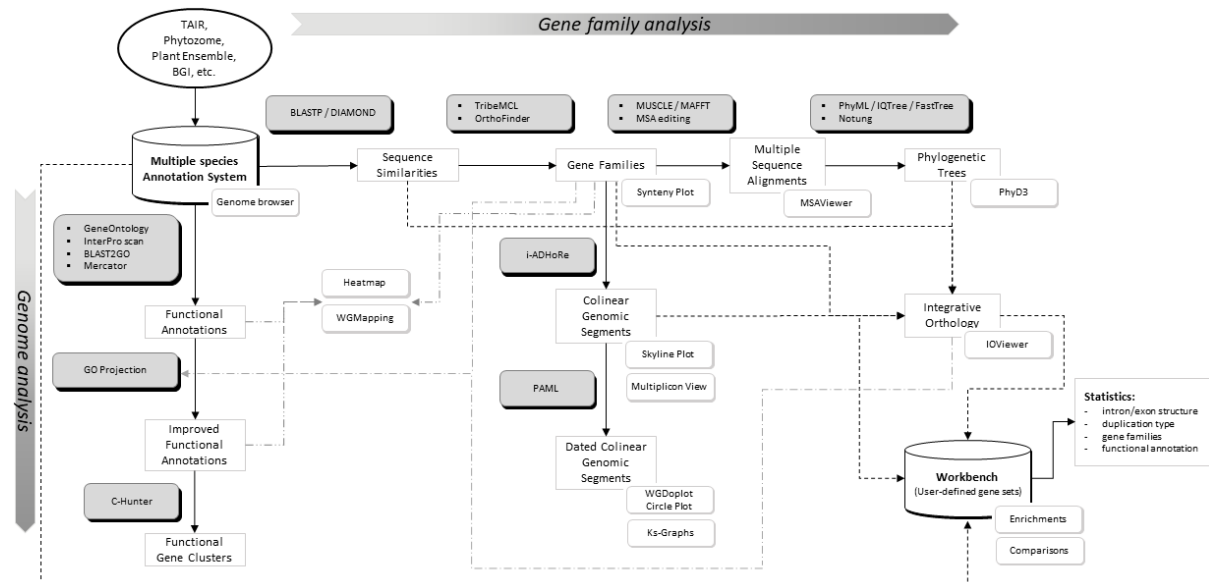 Gene family analysis
TAIR,
Phytozome,
Plant Ensemble,
BGI, etc.
BLASTP / DIAMOND
▪ TribeMCL
▪ OrthoFinder
▪ MUSCLE / MAFFT
▪ MSA editing
▪ PhyML / IQTree / FastTree
▪ Notung
Multiple species
Annotation System
Genome browser
Sequence
Similarities
Gene Families
Synteny Plot
Multiple
Sequence
Alignments
MSAViewer
Phylogenetic
Trees
PhyD3
Genome analysis
▪ GeneOntology
▪ InterPro scan
▪ BLAST2GO
▪ Mercator
Heatmap
WGMapping
i-ADHoRe
Functional
Annotations
Colinear
Genomic
Segments
Skyline Plot
Multiplicon View
Integrative
Orthology
IOViewer
GO Projection
PAML
Improved
Functional
Annotations
Dated Colinear
Genomic
Segments
WGDoplot
Circle Plot
Ks-Graphs
Statistics:
- intron/exon structure
- duplication type
- gene families
- functional annotation
Workbench
(User-defined gene sets)
Enrichments
Comparisons
C-Hunter
Functional
Gene Clusters